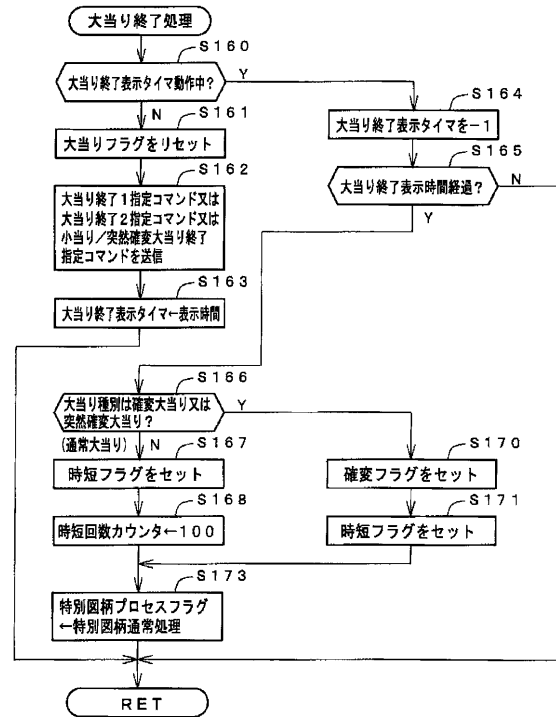 大当り終了処理
S160
大当り終了表示タイマ動作中?
Y
N
S161
大当りフラグをリセット
S162
大当り終了1指定コマンド又は
大当り終了2指定コマンド又は
小当り/突然確変大当り終了
指定コマンドを送信
S163
大当り終了表示タイマ←表示時間
S164
大当り終了表示タイマを−1
S165
大当り終了表示時間経過?
N
Y
S166
大当り種別は確変大当り又は
突然確変大当り?
Y
(通常大当り)
N
S167
時短フラグをセット
S168
時短回数カウンタ←100
S170
確変フラグをセット
S171
時短フラグをセット
S173
特別図柄プロセスフラグ
←特別図柄通常処理
RET